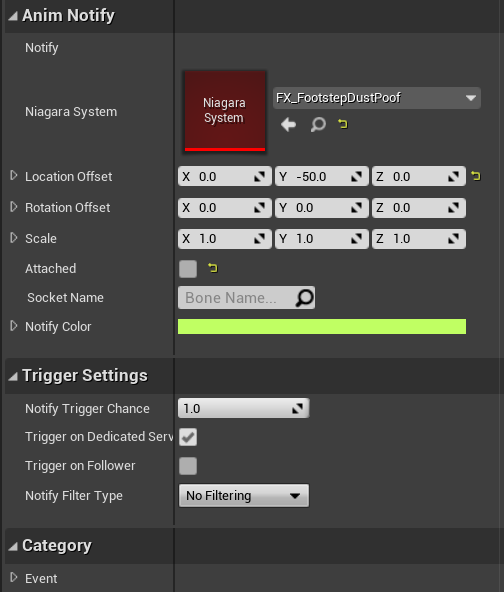 Anim Notify
Notify
Niagara System
Niagara
System
FX_FootstepDustPoof
Location Offset X 0.0 Y -50.0 Z 0.0
Rotation Offset X 0.0 Y 0.0 Z 0.0
Scale X 1.0 Y 1.0 Z 1.0
Attached
Socket Name Bone Name...
Notify Color
Trigger Settings
Notify Trigger Chance 1.0
Trigger on Dedicated Serv
Trigger on Follower
Notify Filter Type No Filtering
Category
Event